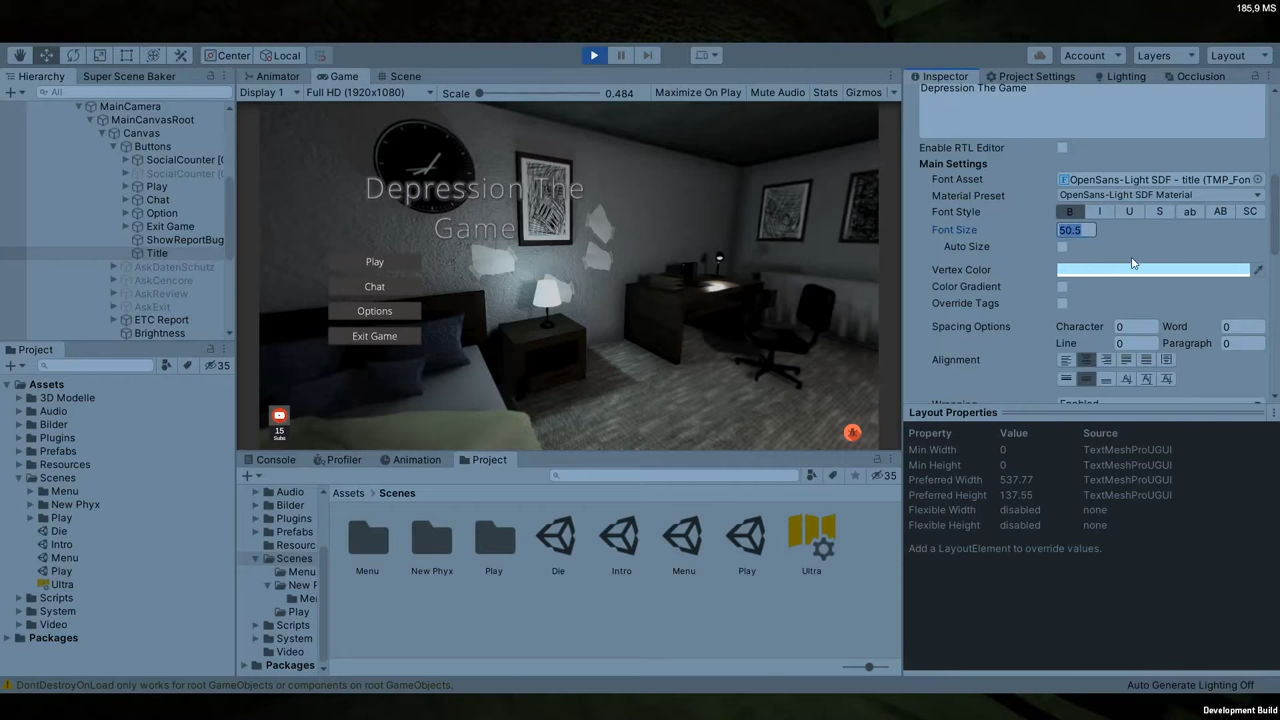 185,9 MS
Center
Local
Account
Layers
Layout
Hierarchy
Super Scene Baker
All
MainCamera
MainCanvasRoot
Canvas
Buttons
SocialCounter [
SocialCounter [
Play
Chat
Option
Exit Game
ShowReportBug
Title
AskDatenSchutz
AskCencore
AskReview
AskExit
ETC Report
Brightness
Animator
Game
Scene
Display 1
Full HD (1920x1080)
Scale
0.484
Maximize On Play
Mute Audio
Stats
Gizmos
Depression The
Game
Play
Chat
Options
Exit Game
15
Subs
Inspector
Project Settings
Lighting
Occlusion
Depression The Game
Enable RTL Editor
Main Settings
Font Asset
OpenSans-Light SDF - title (TMP_Fon
Material Preset
OpenSans-Light SDF Material
Font Style
B I U S ab AB SC
Font Size
50.5
Auto Size
Vertex Color
Color Gradient
Override Tags
Spacing Options
Character 0 Word 0
Line 0 Paragraph 0
Alignment
Wrapping
Enabled
Layout Properties
Property Value Source
Min Width 0 TextMeshProUGUI
Min Height 0 TextMeshProUGUI
Preferred Width 537.77 TextMeshProUGUI
Preferred Height 137.55 TextMeshProUGUI
Flexible Width disabled none
Flexible Height disabled none
Add a LayoutElement to override values.
Project
35
Assets
3D Modelle
Audio
Bilder
Plugins
Prefabs
Resources
Scenes
Menu
New Phyx
Play
Die
Intro
Menu
Play
Ultra
Scripts
System
Video
Packages
Console
Profiler
Animation
Project
35
Audio
Bilder
Plugins
Prefabs
Resourc
Scenes
Menu
New F
Me
Play
Scripts
System
Video
Packages
Assets > Scenes
Menu
New Phyx
Play
Die
Intro
Menu
Play
Ultra
DontDestroyOnLoad only works for root GameObjects or components on root GameObjects.
Auto Generate Lighting Off
Development Build